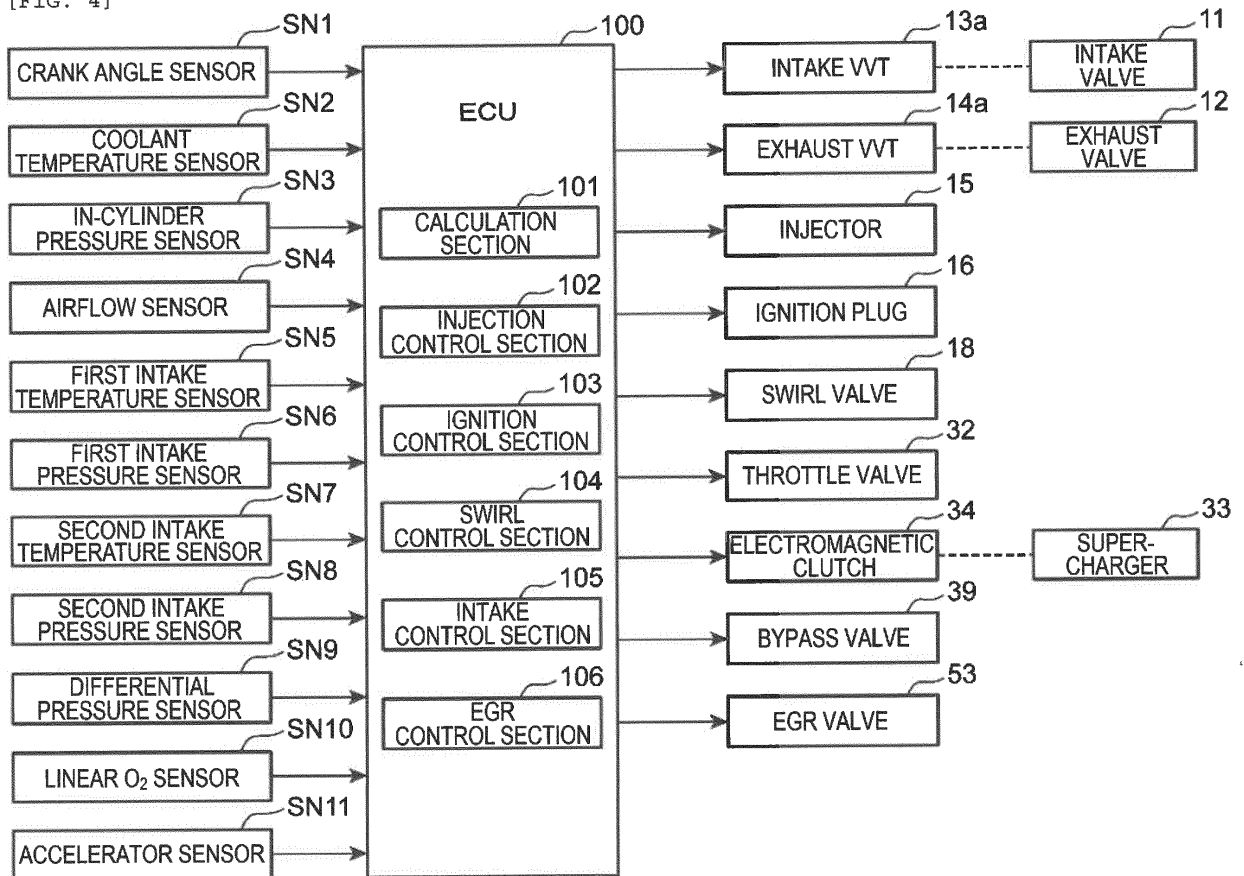 [FIG. 4]
SN1
CRANK ANGLE SENSOR
SN2
COOLANT
TEMPERATURE SENSOR
SN3
IN-CYLINDER
PRESSURE SENSOR
SN4
AIRFLOW SENSOR
SN5
FIRST INTAKE
TEMPERATURE SENSOR
SN6
FIRST INTAKE
PRESSURE SENSOR
SN7
SECOND INTAKE
TEMPERATURE SENSOR
SN8
SECOND INTAKE
PRESSURE SENSOR
SN9
DIFFERENTIAL
PRESSURE SENSOR
SN10
LINEAR O₂ SENSOR
SN11
ACCELERATOR SENSOR
100
ECU
101
CALCULATION
SECTION
102
INJECTION
CONTROL SECTION
103
IGNITION
CONTROL SECTION
104
SWIRL
CONTROL SECTION
105
INTAKE
CONTROL SECTION
106
EGR
CONTROL SECTION
13a
INTAKE VVT
11
INTAKE
VALVE
14a
EXHAUST VVT
12
EXHAUST
VALVE
15
INJECTOR
16
IGNITION PLUG
18
SWIRL VALVE
32
THROTTLE VALVE
34
ELECTROMAGNETIC
CLUTCH
33
SUPER-
CHARGER
39
BYPASS VALVE
53
EGR VALVE